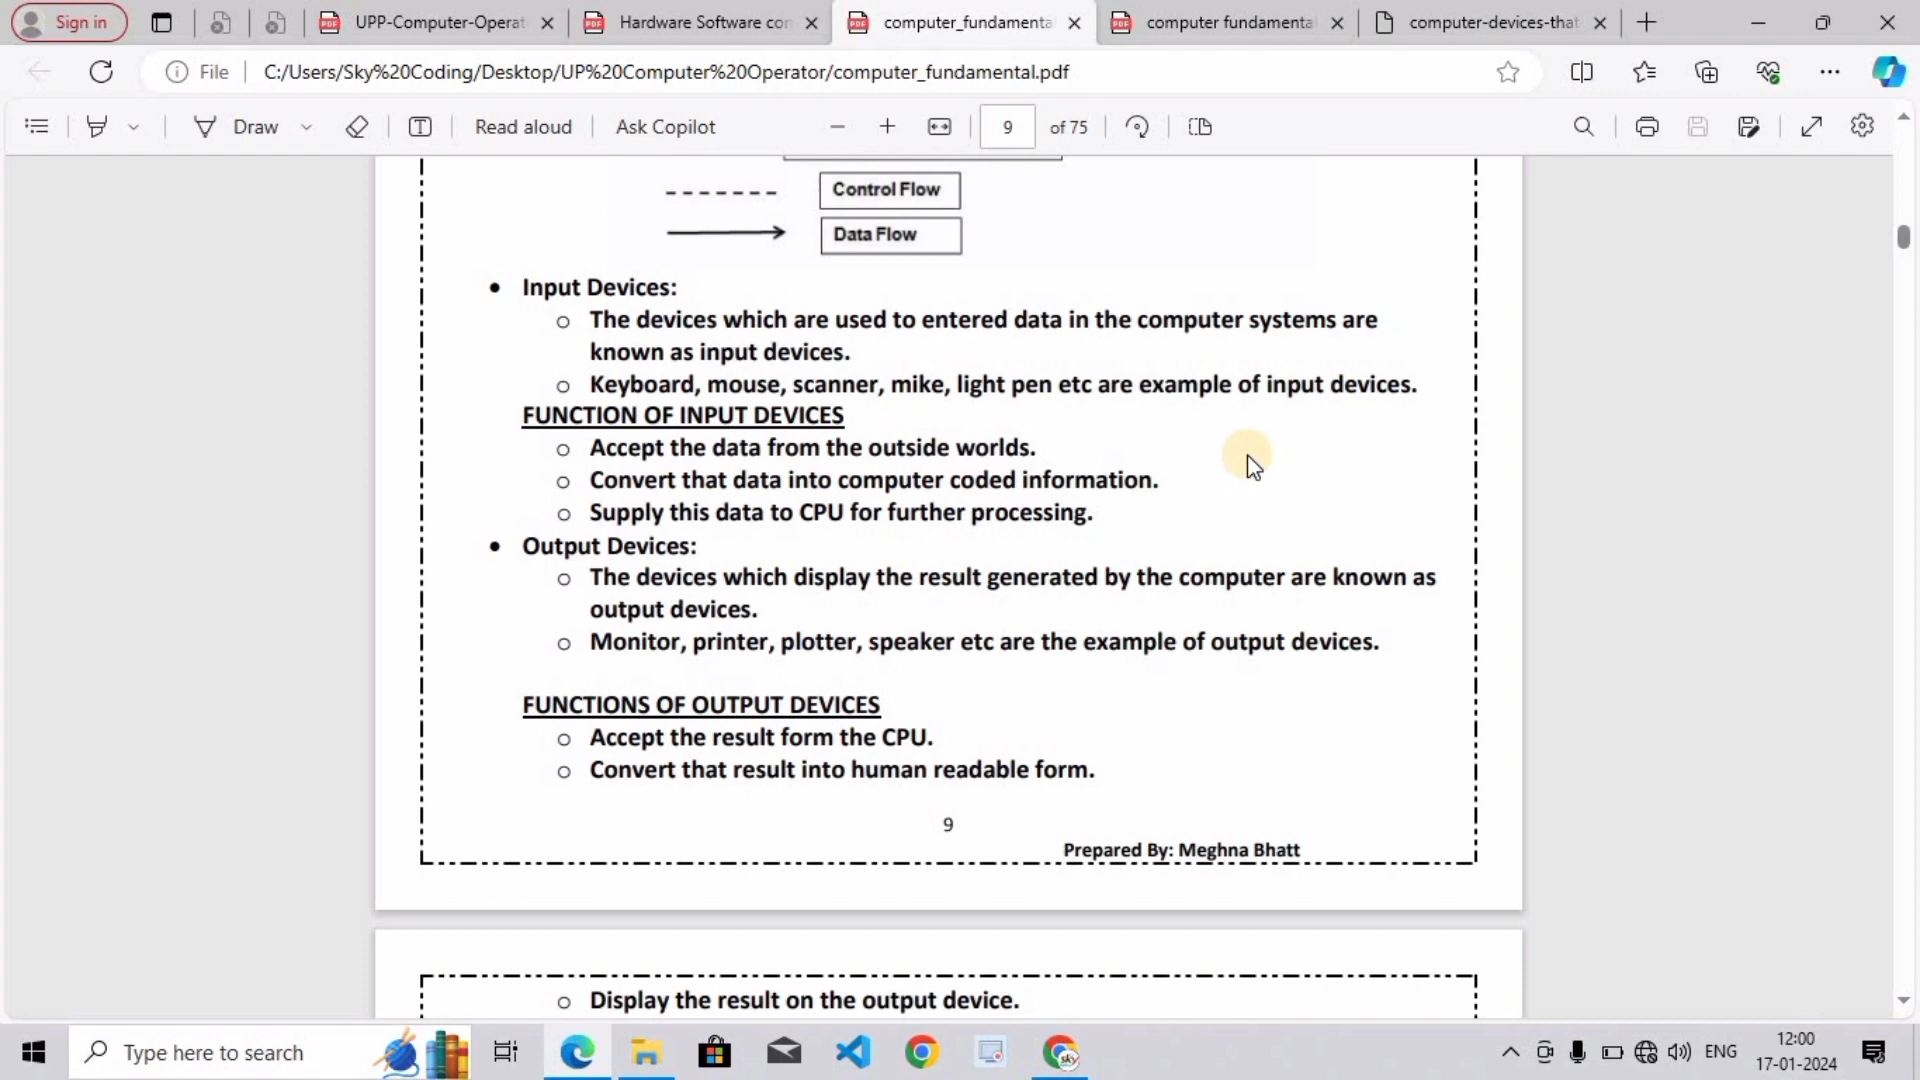 Sign in
UPP-Computer-Operat
Hardware Software con
computer_fundamenta
computer fundamenta
computer-devices-that
File
C:/Users/Sky%20Coding/Desktop/UP%20Computer%20Operator/computer_fundamental.pdf
Draw
Read aloud
Ask Copilot
9 of 75
Control Flow
Data Flow
• Input Devices:
o The devices which are used to entered data in the computer systems are
known as input devices.
o Keyboard, mouse, scanner, mike, light pen etc are example of input devices.
FUNCTION OF INPUT DEVICES
o Accept the data from the outside worlds.
o Convert that data into computer coded information.
o Supply this data to CPU for further processing.
• Output Devices:
o The devices which display the result generated by the computer are known as
output devices.
o Monitor, printer, plotter, speaker etc are the example of output devices.
FUNCTIONS OF OUTPUT DEVICES
o Accept the result form the CPU.
o Convert that result into human readable form.
9
Prepared By: Meghna Bhatt
o Display the result on the output device.
Type here to search
ENG
12:00
17-01-2024